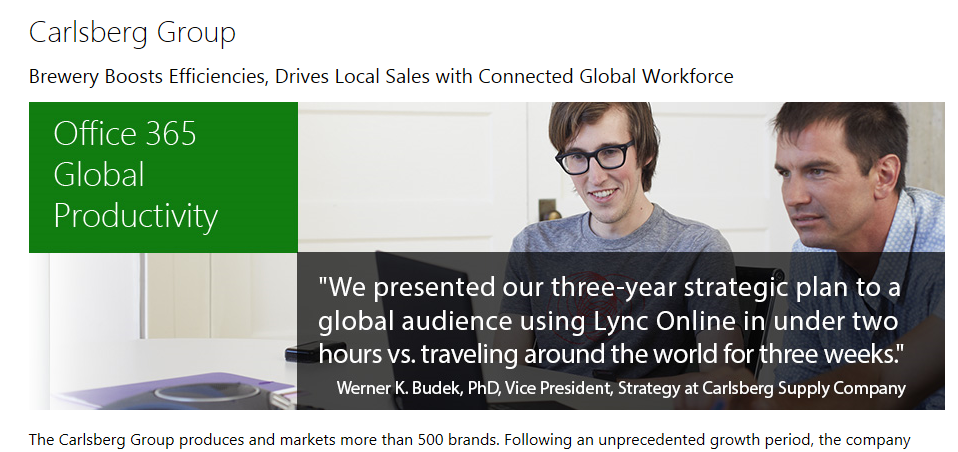 Carlsberg Group
Brewery Boosts Efficiencies, Drives Local Sales with Connected Global Workforce
Office 365
Global
Productivity
"We presented our three-year strategic plan to a
global audience using Lync Online in under two
hours vs. traveling around the world for three weeks."
Werner K. Budek, PhD, Vice President, Strategy at Carlsberg Supply Company
The Carlsberg Group produces and markets more than 500 brands. Following an unprecedented growth period, the company